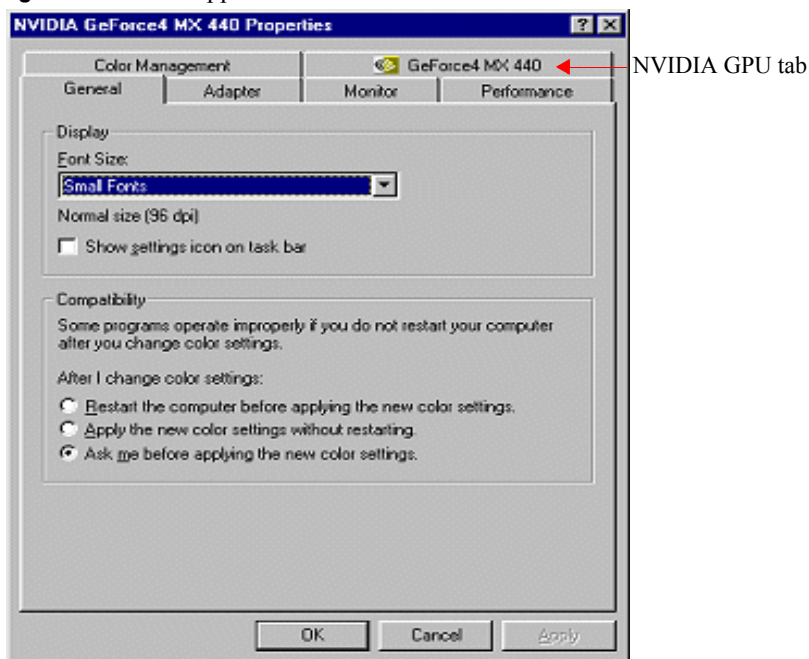 NVIDIA GeForce4 MX 440 Properties
Color Management
GeForce4 MX 440
NVIDIA GPU tab
General
Adapter
Monitor
Performance
Display
Font Size:
Small Fonts
Normal size (96 dpi)
Show settings icon on task bar
Compatibility
Some programs operate improperly if you do not restart your computer
after you change color settings.
After I change color settings:
Restart the computer before applying the new color settings.
Apply the new color settings without restarting.
Ask me before applying the new color settings.
OK
Cancel
Apply